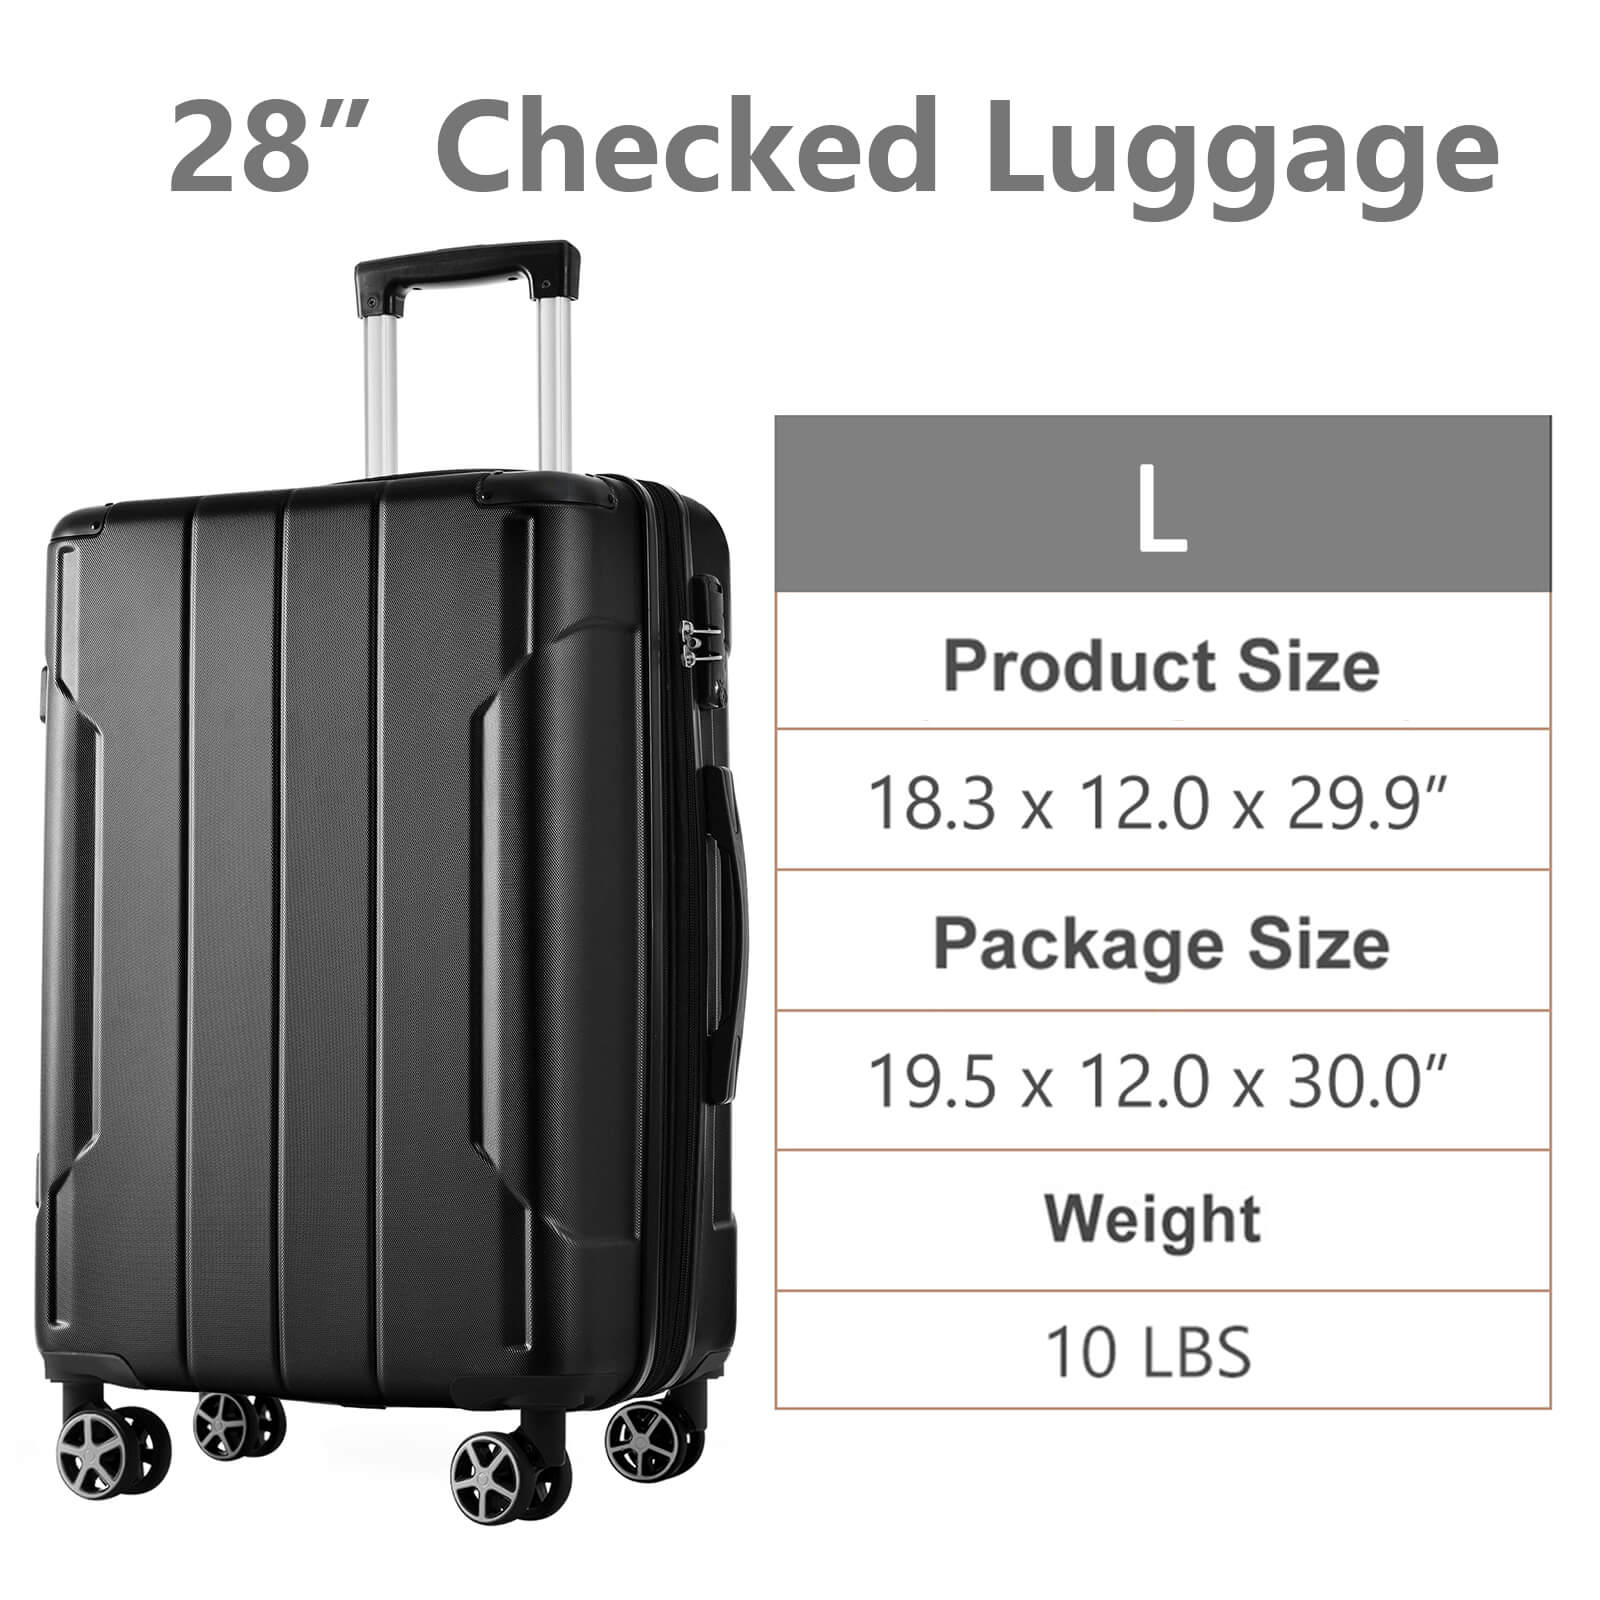 28” Checked Luggage
L
Product Size
18.3 x 12.0 x 29.9”
Package Size
19.5 x 12.0 x 30.0”
Weight
10 LBS